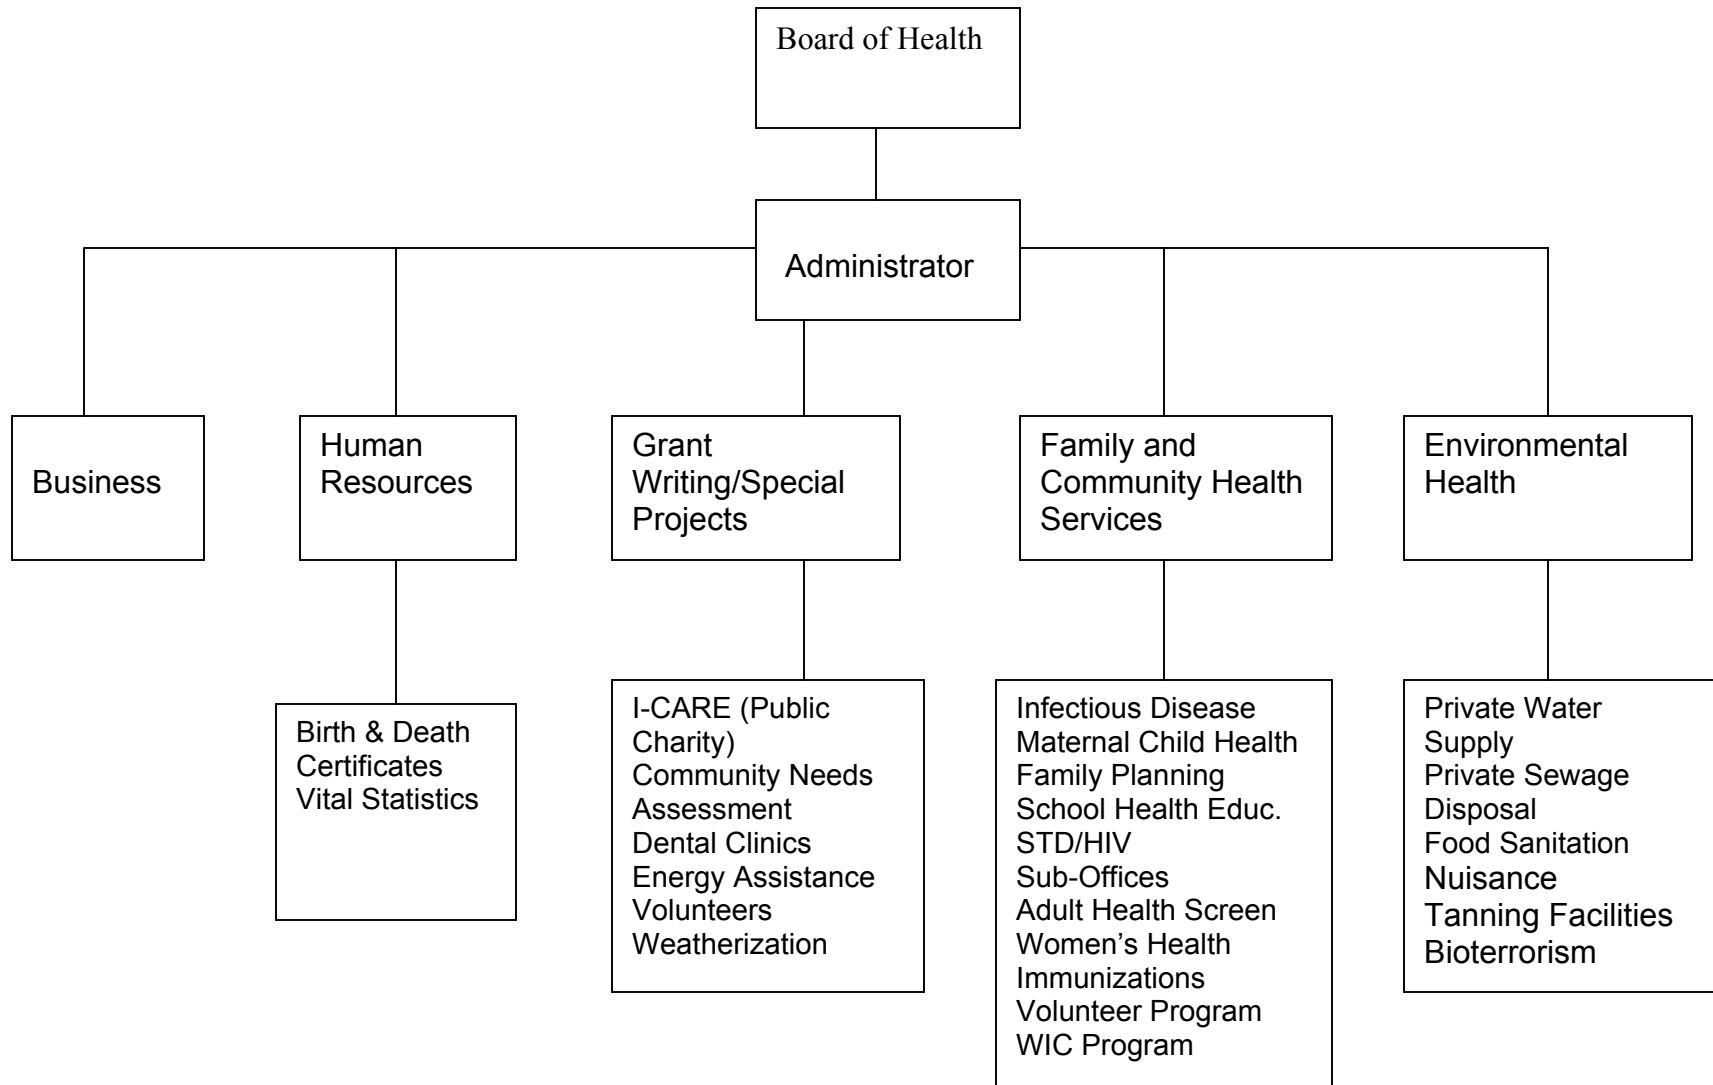 Board of Health
Administrator
Business
Human
Resources
Grant
Writing/Special
Projects
Family and
Community Health
Services
Environmental
Health
Birth & Death
Certificates
Vital Statistics
I-CARE (Public
Charity)
Community Needs
Assessment
Dental Clinics
Energy Assistance
Volunteers
Weatherization
Infectious Disease
Maternal Child Health
Family Planning
School Health Educ.
STD/HIV
Sub-Offices
Adult Health Screen
Women’s Health
Immunizations
Volunteer Program
WIC Program
Private Water
Supply
Private Sewage
Disposal
Food Sanitation
Nuisance
Tanning Facilities
Bioterrorism